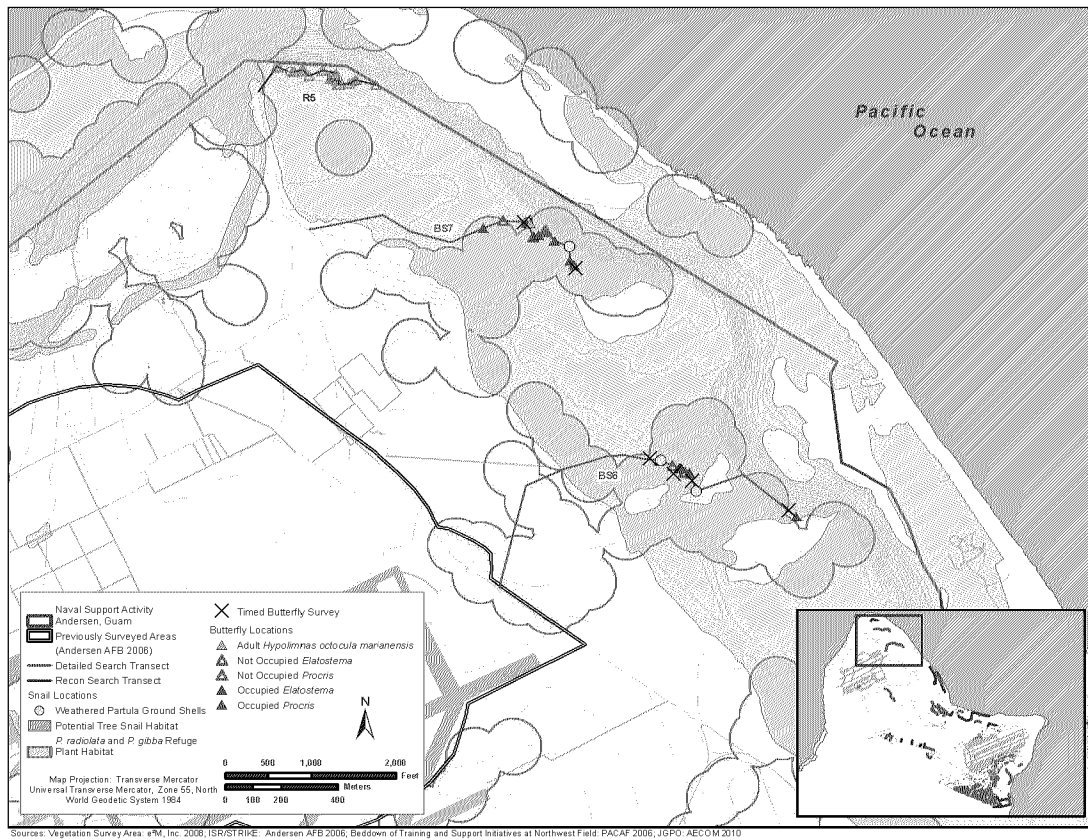 Pacific
Ocean
R5
BS7
BS6
Naval Support Activity
Andersen, Guam
Previously Surveyed Areas
(Andersen AFB 2006)
Detailed Search Transect
Recon Search Transect
Snail Locations
Weathered Partula Ground Shells
Potential Tree Snail Habitat
P. radiolata and P. gibba Refuge
Plant Habitat
Timed Butterfly Survey
Butterfly Locations
Adult Hypolimnas octocula marianensis
Not Occupied Elatostema
Not Occupied Procris
Occupied Elatostema
Occupied Procris
N
Map Projection: Transverse Mercator
Universal Transverse Mercator, Zone 55, North
World Geodetic System 1984
0 500 1,000 2,000
Feet
Meters
0 100 200 400
Sources: Vegetation Survey Area: e²M, Inc. 2008; ISR/STRIKE: Andersen AFB 2006; Beddown of Training and Support Initiatives at Northwest Field: PACAF 2006; JGPO: AECOM 2010